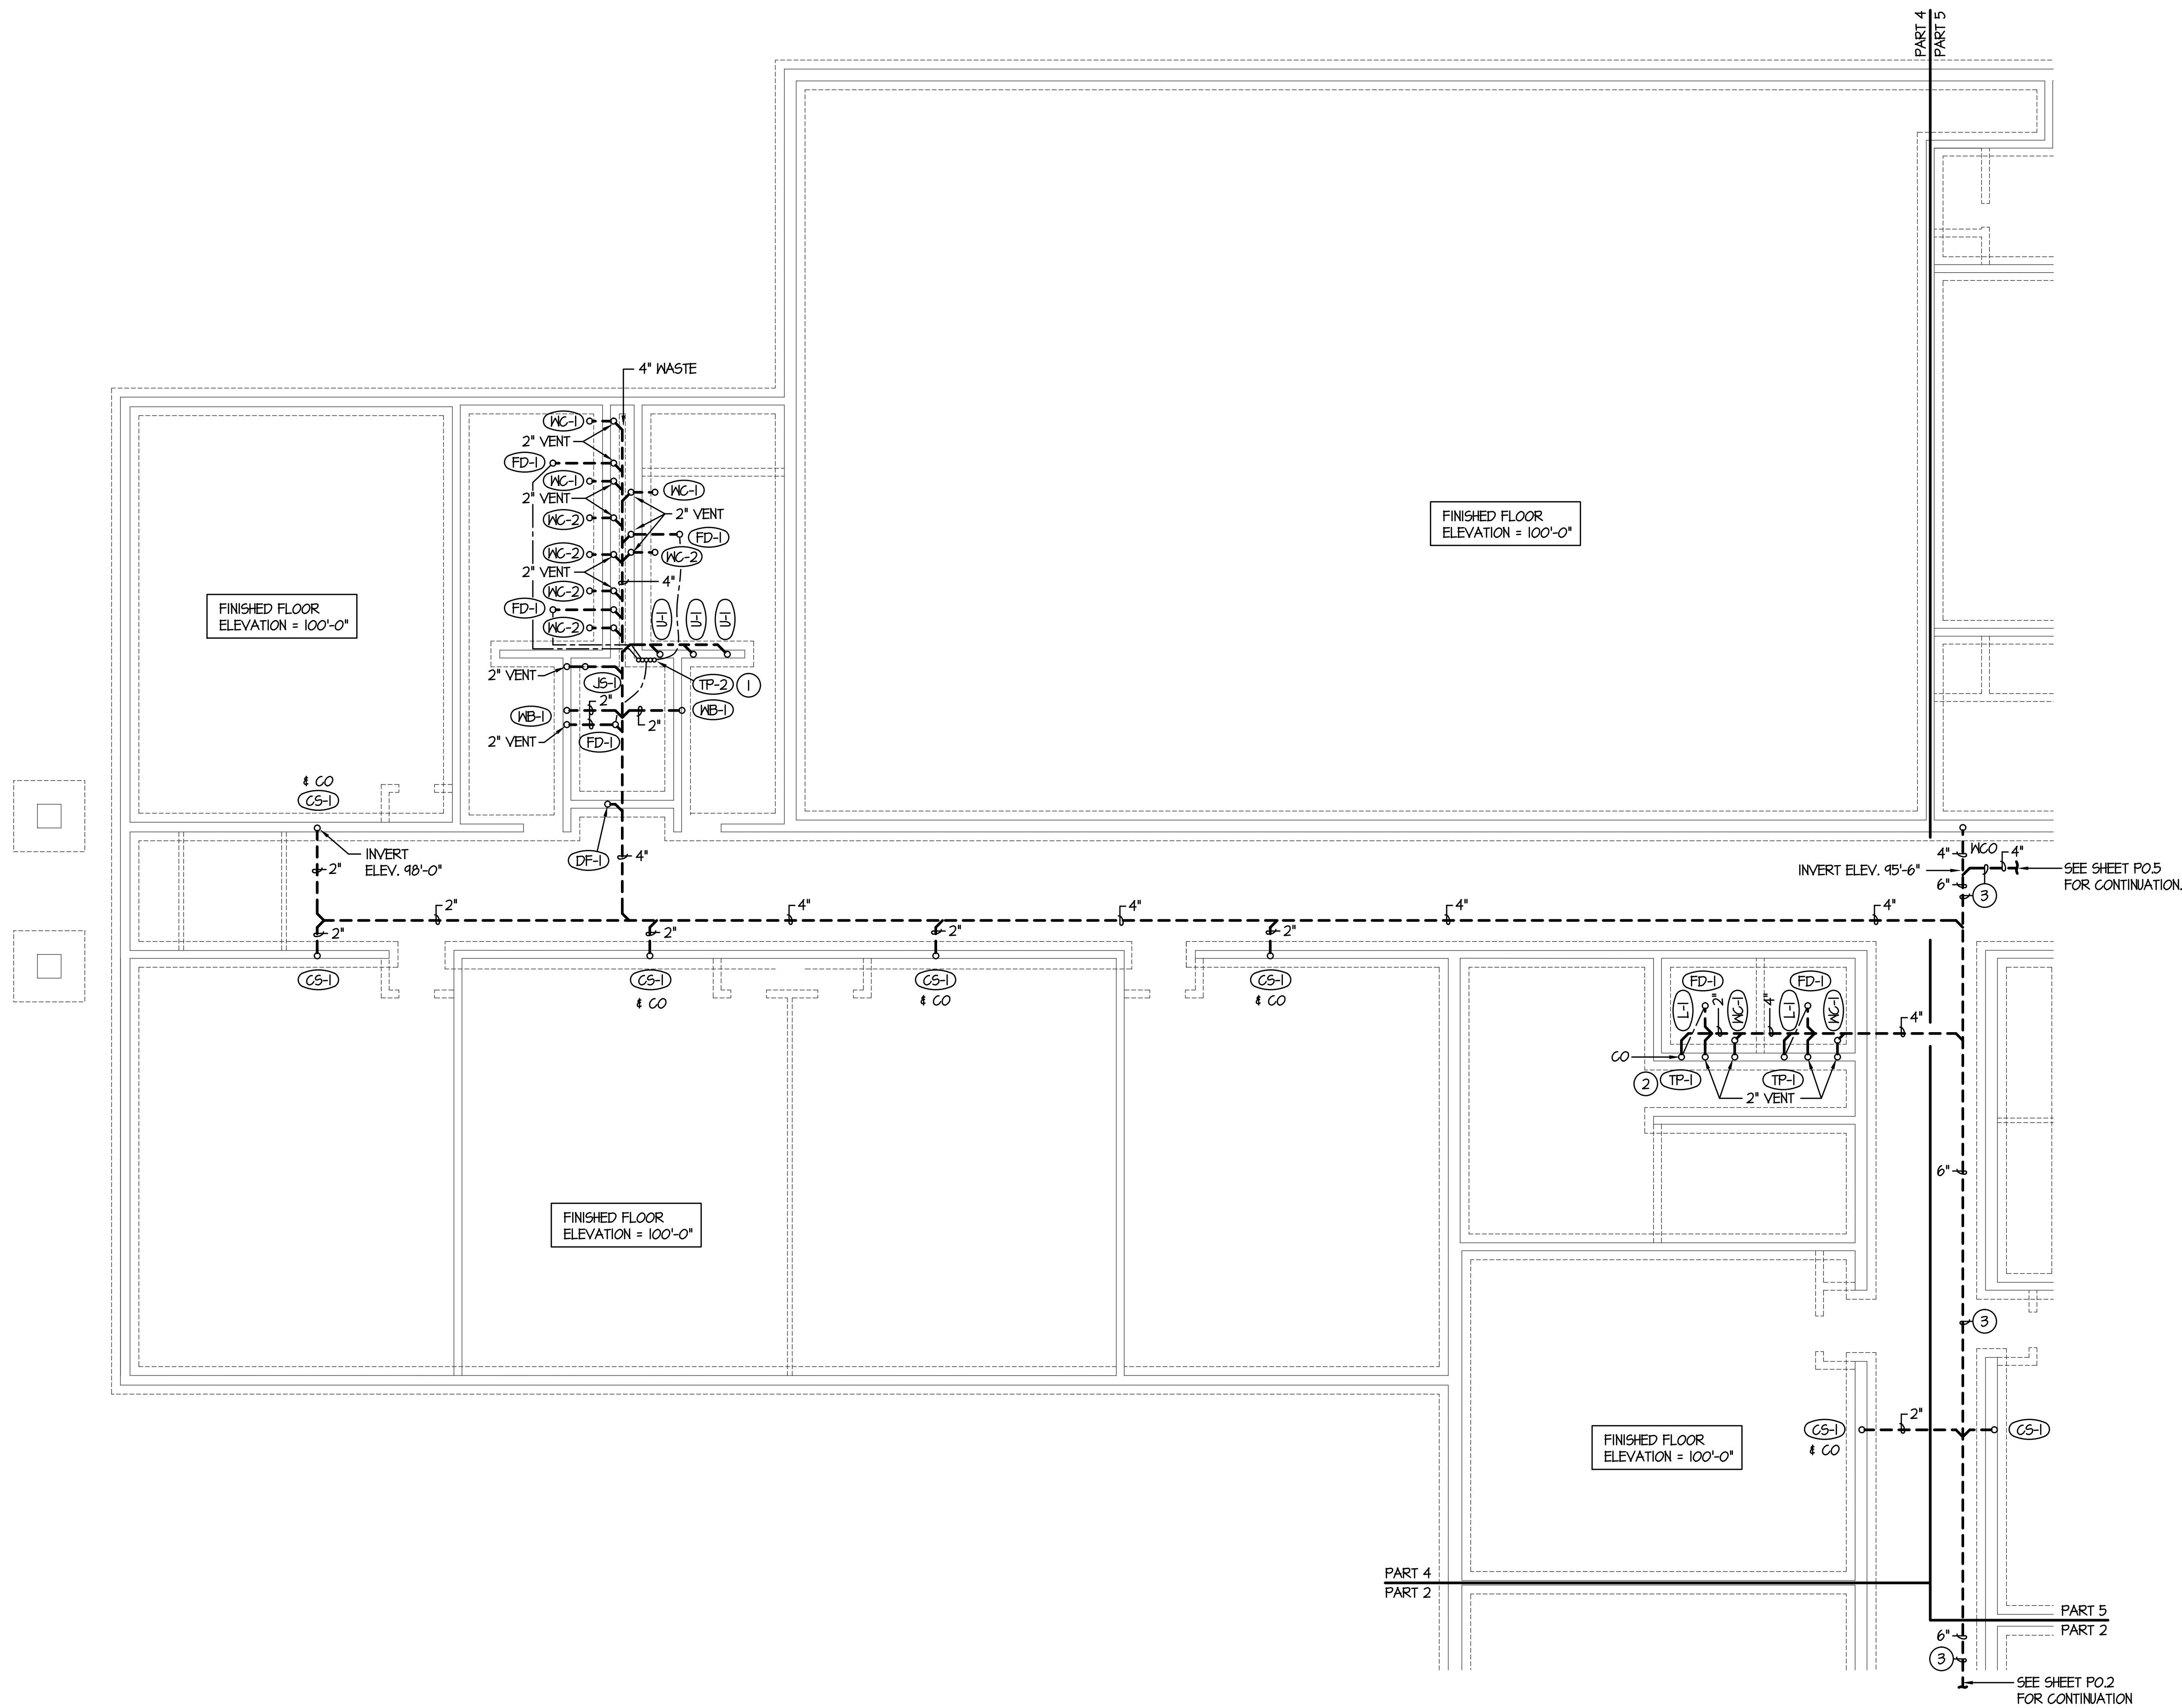 PART 4
PART 5
4" WASTE
WC-1
2" VENT
FD-1
WC-1
WC-1
2" VENT
2" VENT
WC-2
FD-1
WC-2
WC-2
2" VENT
4"
WC-2
FD-1
WC-2
U-1
U-1
U-1
2" VENT
JS-1
TP-2
1
2"
WB-1
WB-1
2"
2" VENT
FD-1
FINISHED FLOOR
ELEVATION = 100'-0"
FINISHED FLOOR
ELEVATION = 100'-0"
& CO
CS-1
INVERT
ELEV. 98'-0"
2"
DF-1
4"
4"
WCO
4"
INVERT ELEV. 95'-6"
SEE SHEET P0.5
FOR CONTINUATION.
6"
3
2"
4"
4"
4"
4"
2"
2"
2"
2"
CS-1
CS-1
& CO
CS-1
& CO
CS-1
& CO
FD-1
FD-1
L-1
2"
WC-1
4"
L-1
WC-1
4"
CO
2
TP-1
TP-1
2" VENT
6"
FINISHED FLOOR
ELEVATION = 100'-0"
3
2"
CS-1
& CO
CS-1
FINISHED FLOOR
ELEVATION = 100'-0"
PART 4
PART 2
PART 5
PART 2
6"
3
SEE SHEET P0.2
FOR CONTINUATION